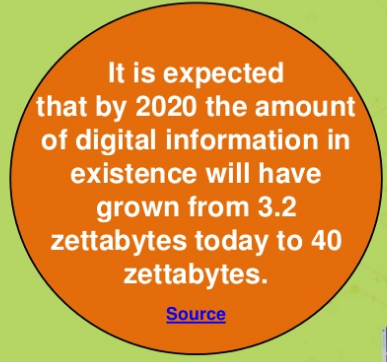 It is expected
that by 2020 the amount
of digital information in
existence will have
grown from 3.2
zettabytes today to 40
zettabytes.
Source